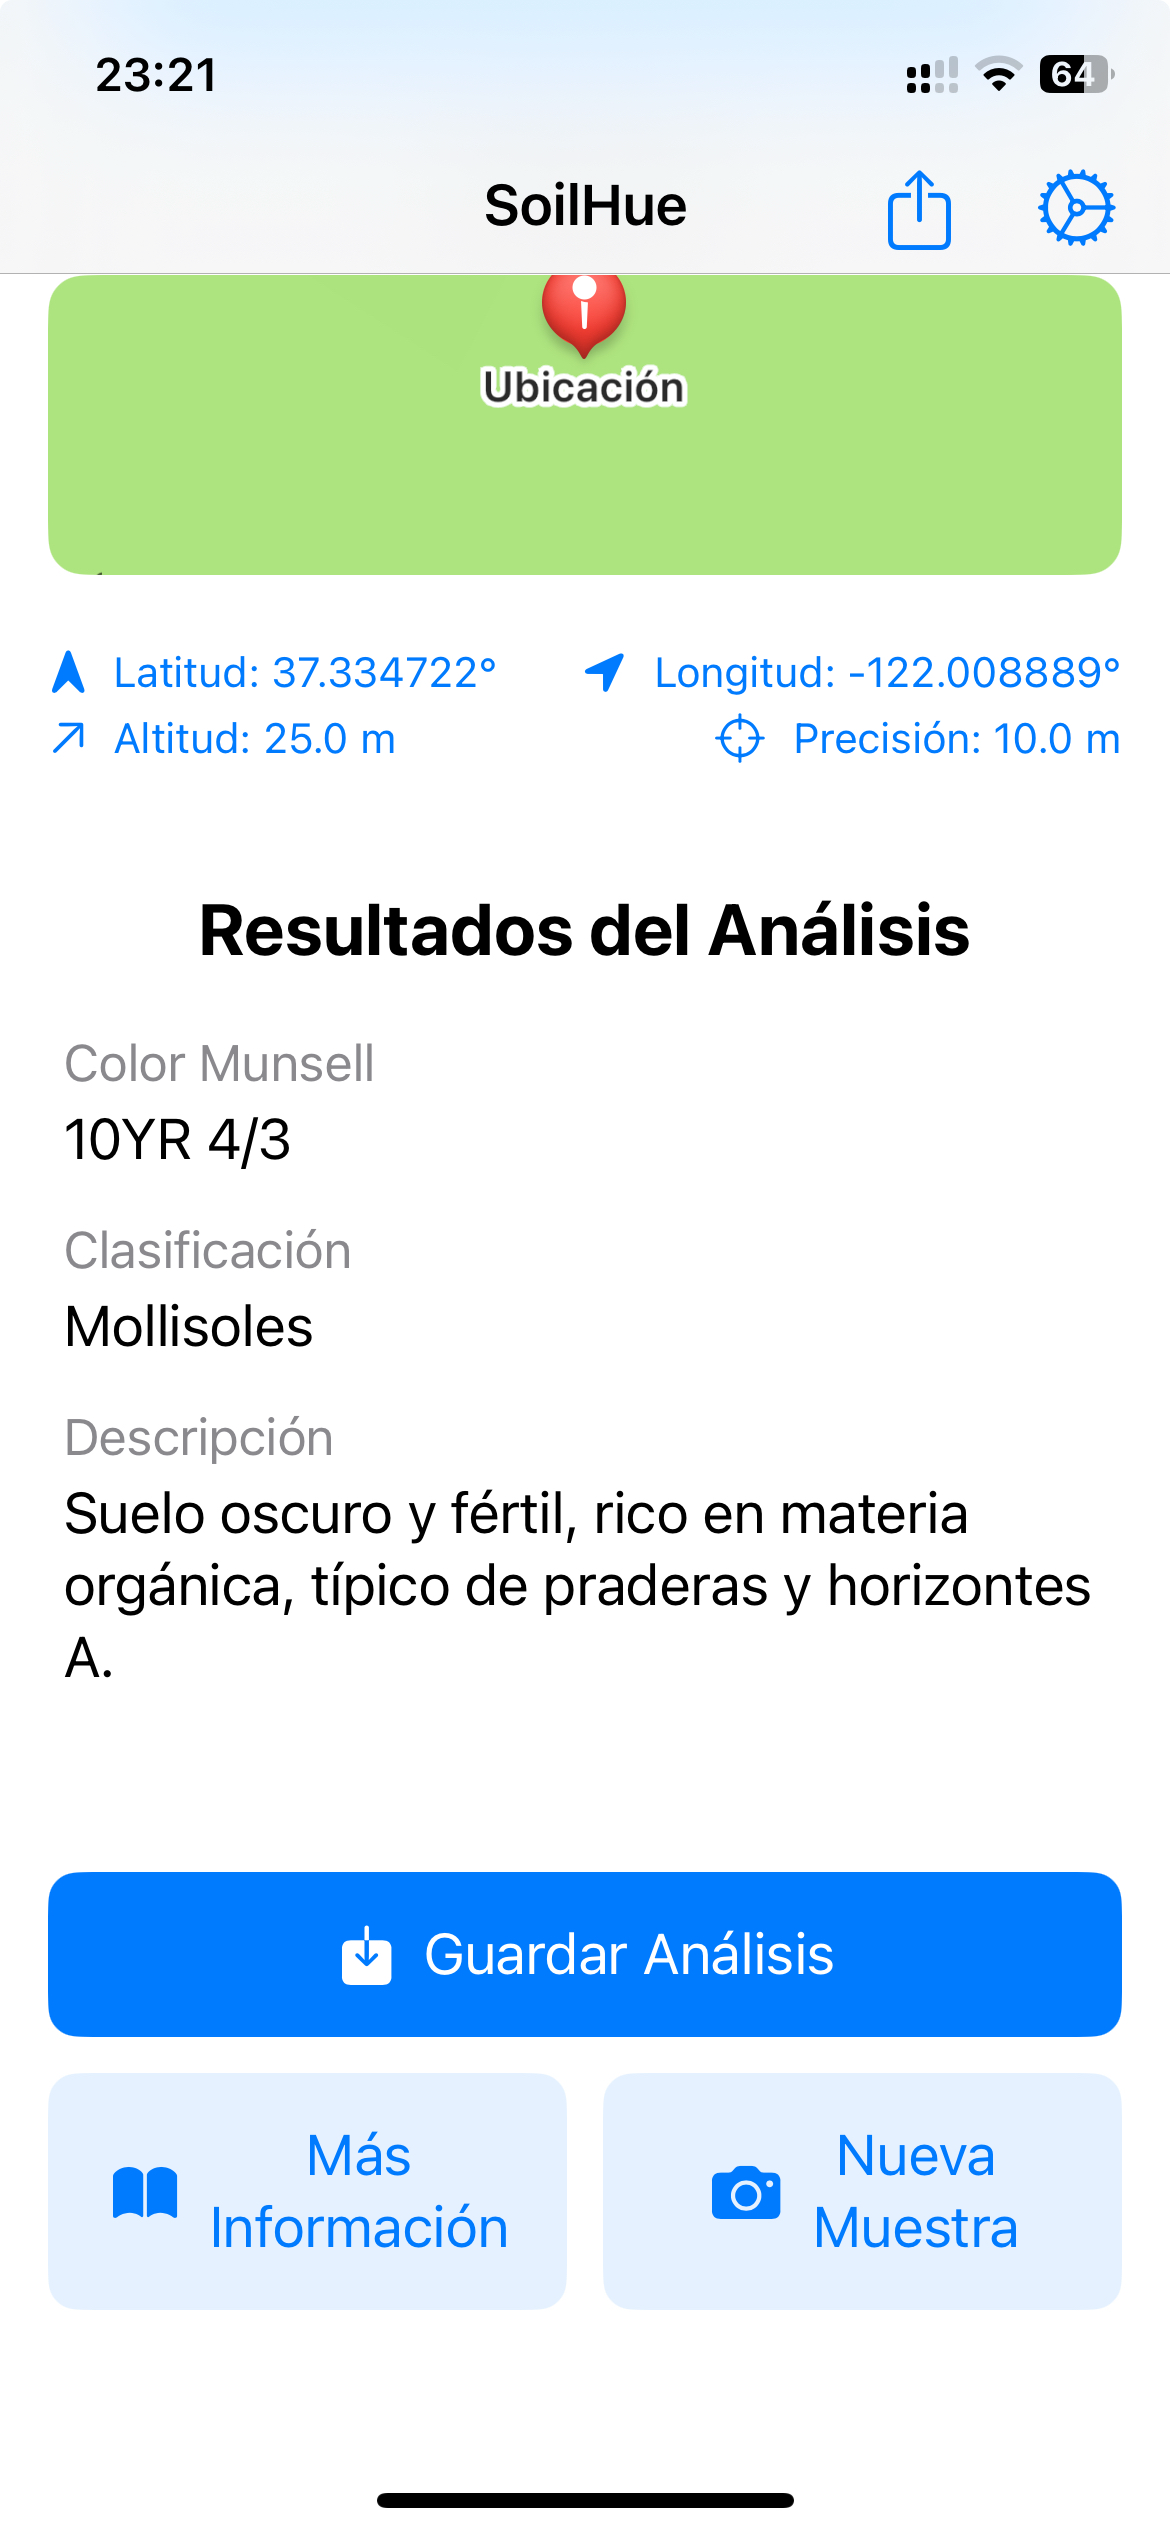 23:21
64
SoilHue
Ubicación
Latitud: 37.334722°
Longitud: -122.008889°
Altitud: 25.0 m
Precisión: 10.0 m
Resultados del Análisis
Color Munsell
10YR 4/3
Clasificación
Mollisoles
Descripción
Suelo oscuro y fértil, rico en materia
orgánica, típico de praderas y horizontes
A.
Guardar Análisis
Más
Información
Nueva
Muestra